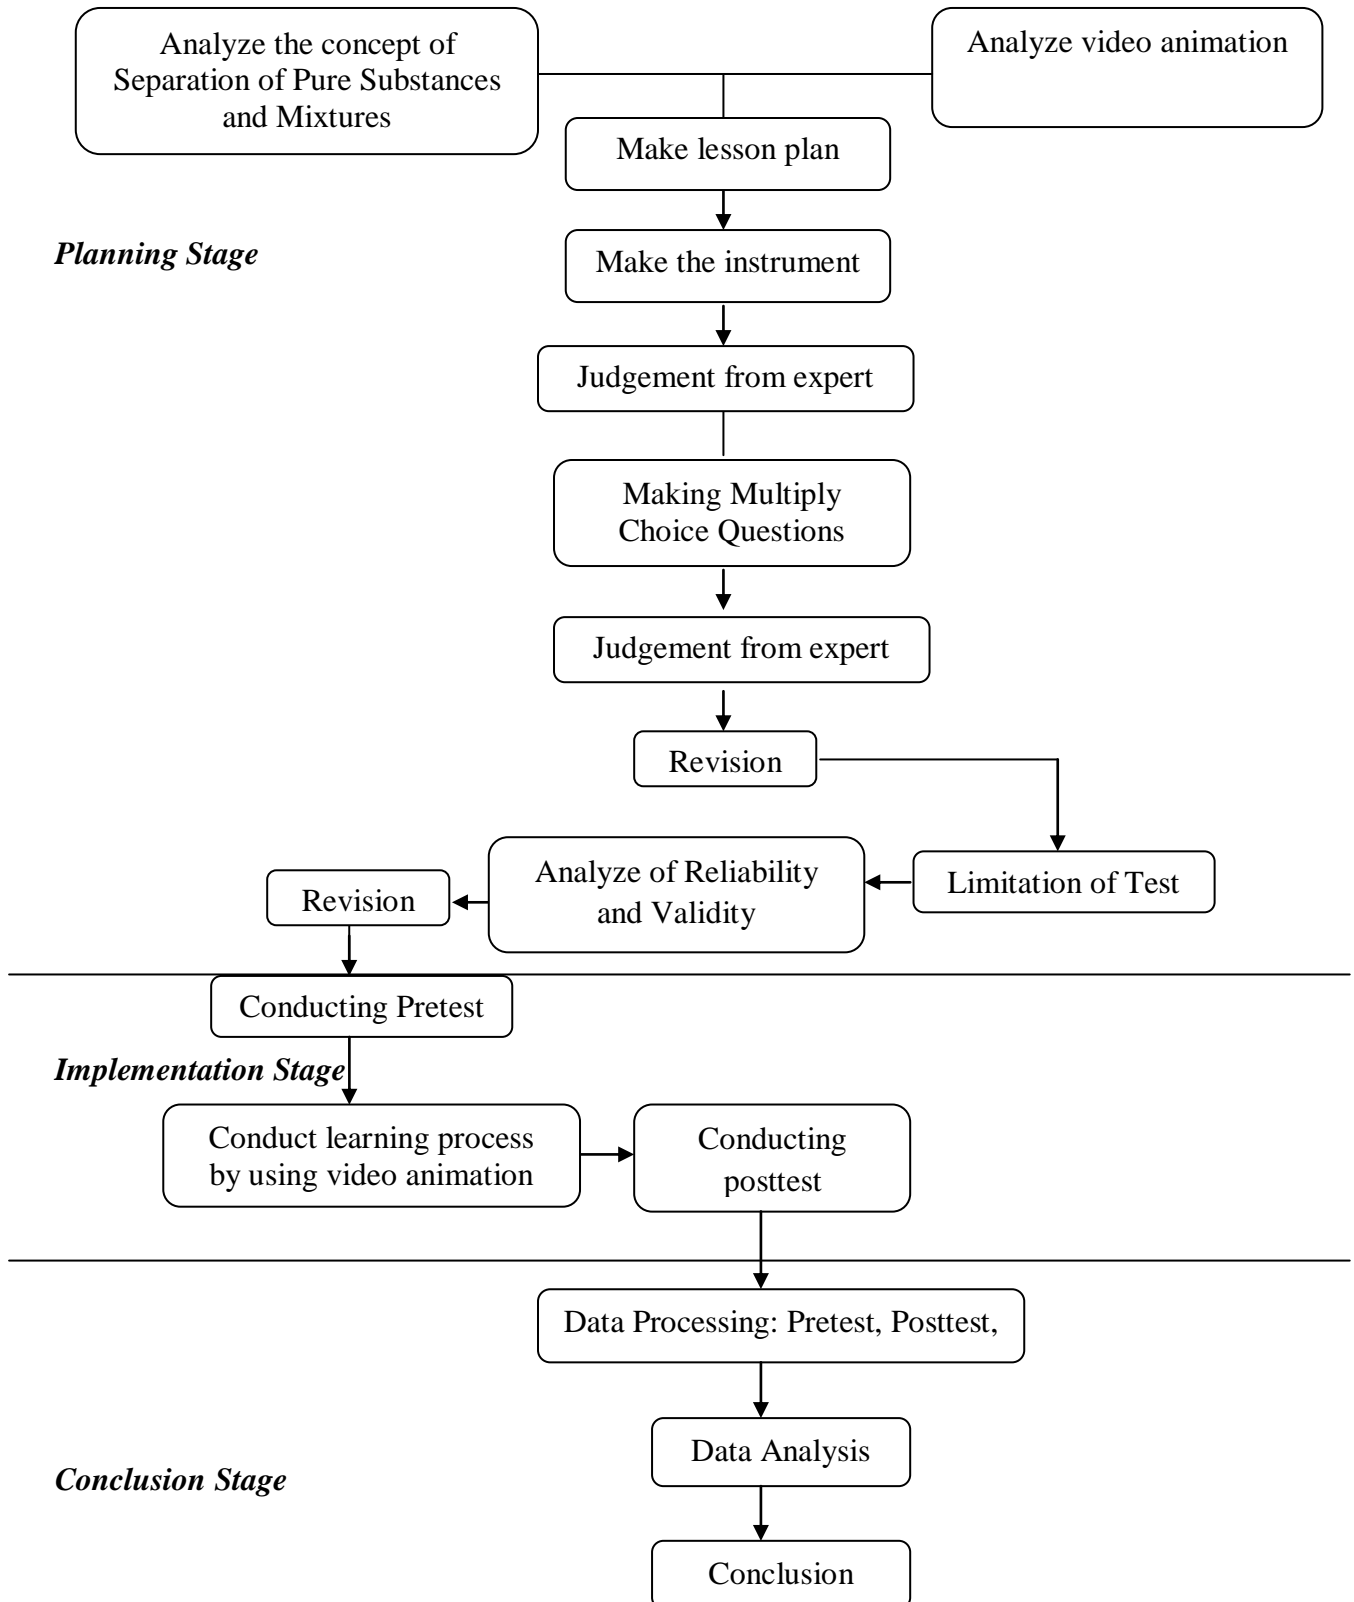 Analyze the concept of
Separation of Pure Substances
and Mixtures
Analyze video animation
Make lesson plan
Planning Stage
Make the instrument
Judgement from expert
Making Multiply
Choice Questions
Judgement from expert
Revision
Limitation of Test
Analyze of Reliability
and Validity
Revision
Conducting Pretest
Implementation Stage
Conduct learning process
by using video animation
Conducting
posttest
Data Processing: Pretest, Posttest,
Data Analysis
Conclusion Stage
Conclusion